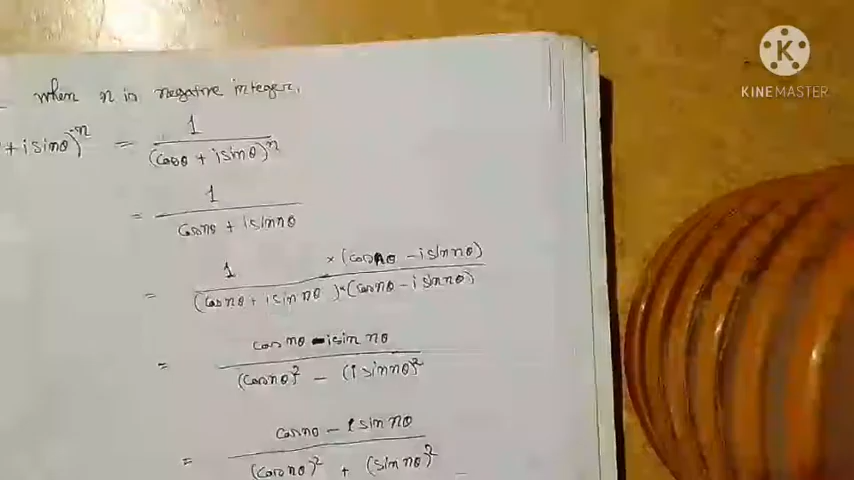 when n is negative integer,
+ i sinθ)^-n = 1 / (cosθ + i sinθ)^n
= 1 / cos nθ + i sin nθ
= 1 × (cos nθ - i sin nθ) / (cos nθ + i sin nθ) × (cos nθ - i sin nθ)
= cos nθ - i sin nθ / (cos nθ)² - (i sin nθ)²
= cos nθ - i sin nθ / (cos nθ)² + (sin nθ)²
KINEMASTER